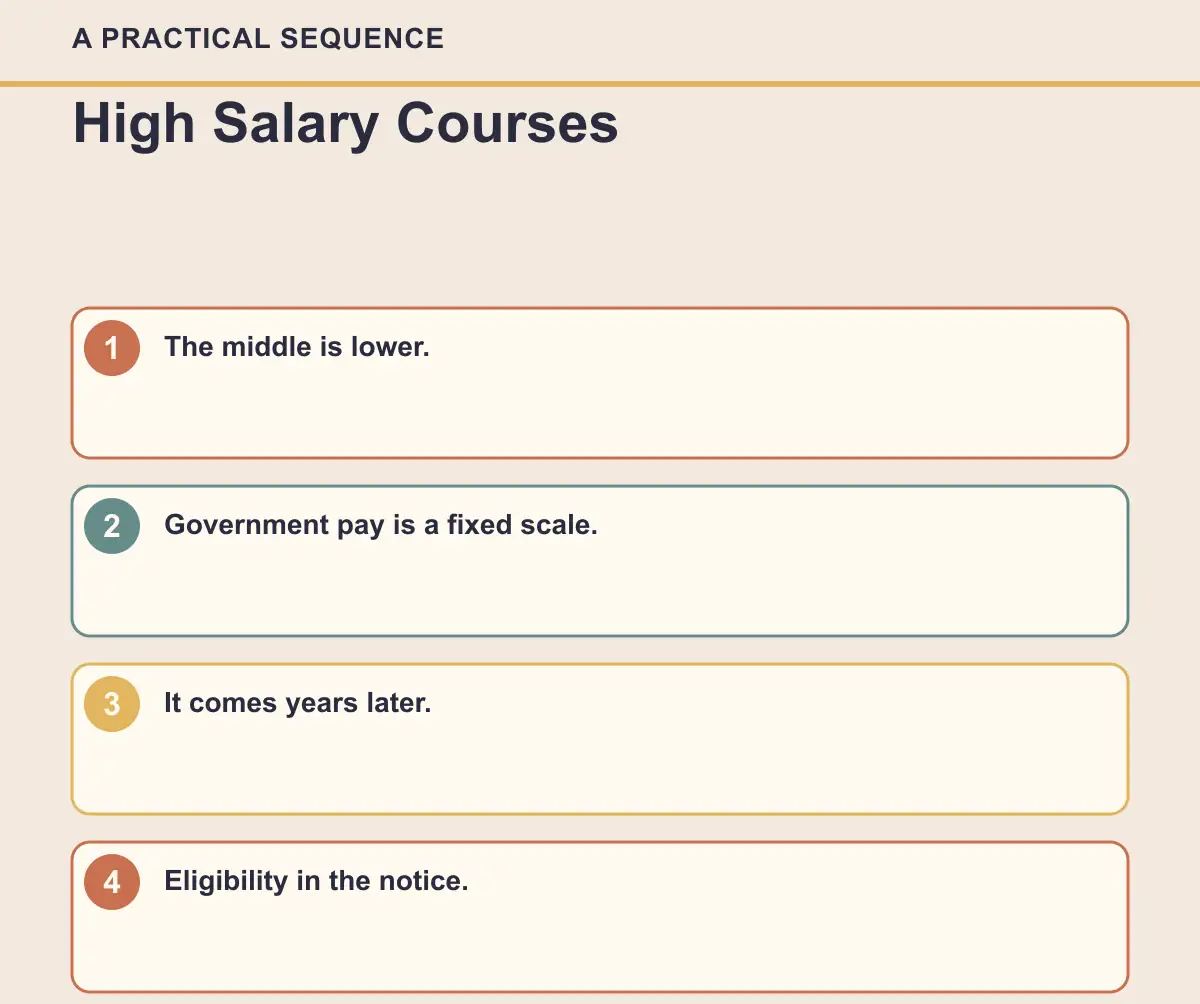 A PRACTICAL SEQUENCE
High Salary Courses
1 The middle is lower.
2 Government pay is a fixed scale.
3 It comes years later.
4 Eligibility in the notice.